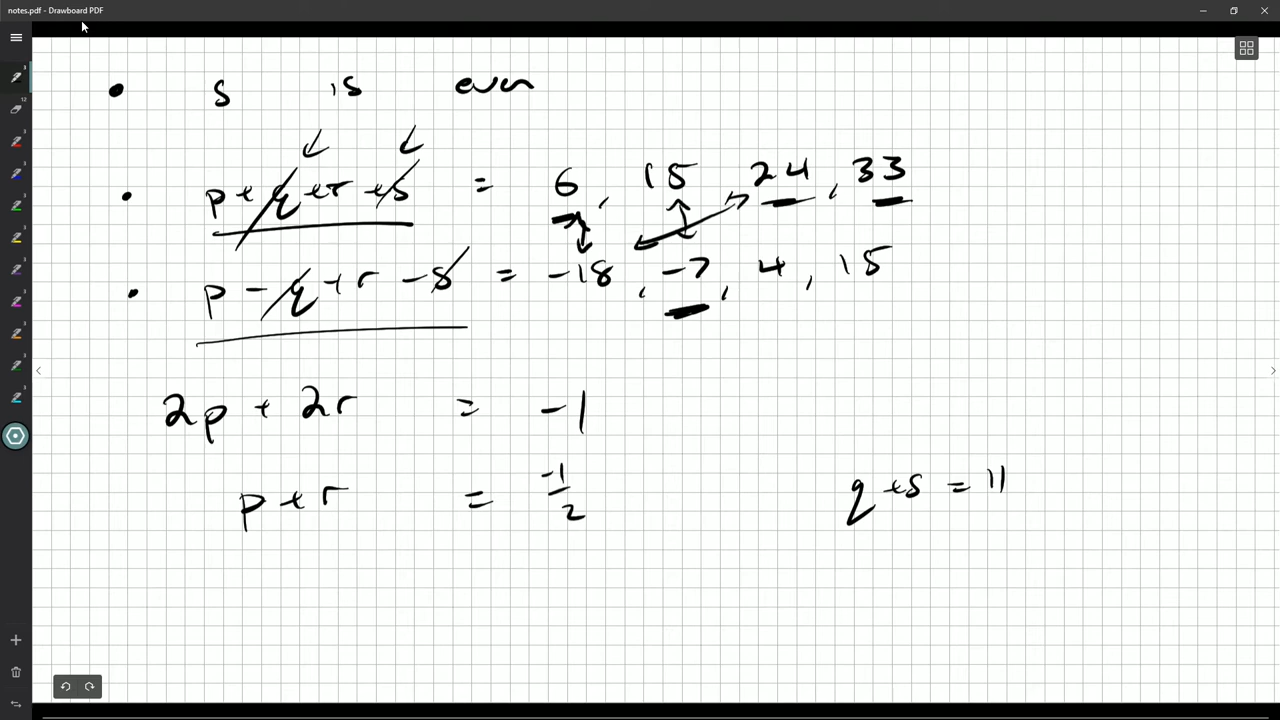 notes.pdf - Drawboard PDF
• s is even
• p + q + r + s = 6, 15, 24, 33
• p - q + r - s = -18, -7, 4, 15
2p + 2r = -1
p + r = -1/2
q + s = 11